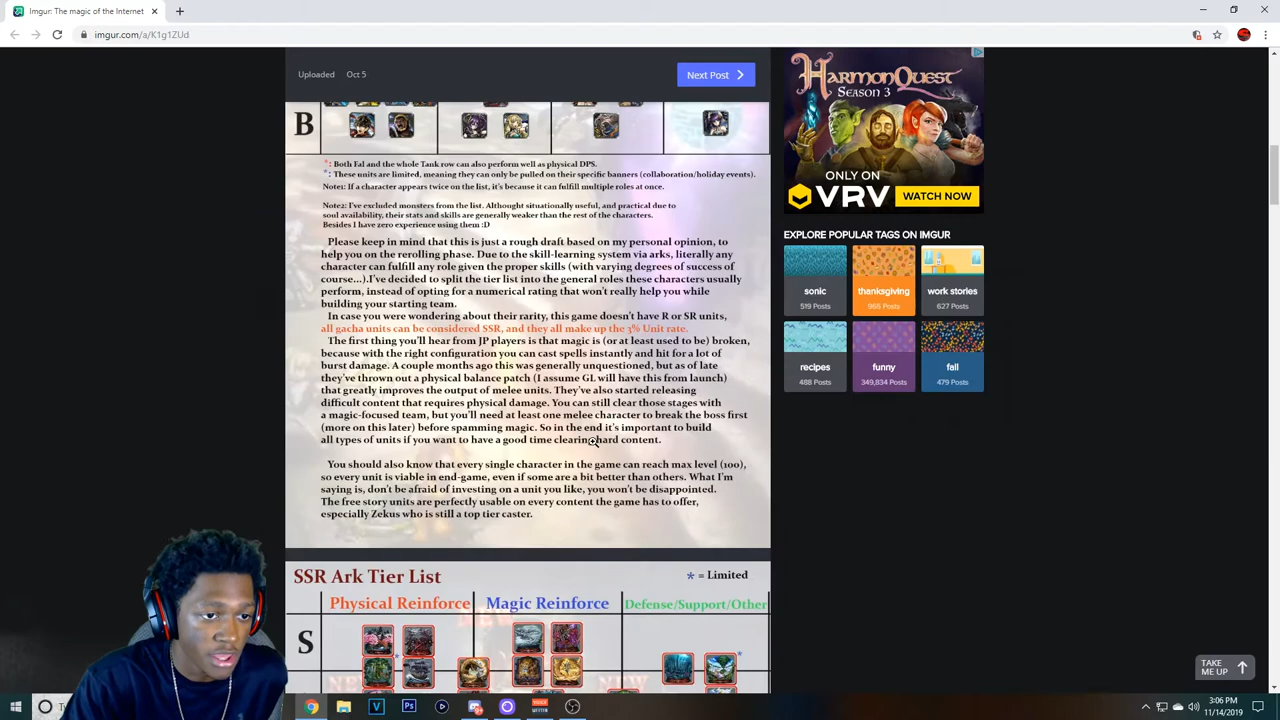 Imgur: The magic of the Internet
imgur.com/a/K1g1ZUd
Uploaded Oct 5
Next Post
B
*: Both Fal and the whole Tank row can also perform well as physical DPS.
*: These units are limited, meaning they can only be pulled on their specific banners (collaboration/holiday events).
Note1: If a character appears twice on the list, it's because it can fulfill multiple roles at once.
Note2: I've excluded monsters from the list. Althought situationally useful, and practical due to
soul availability, their stats and skills are generally weaker than the rest of the characters.
Besides I have zero experience using them :D
Please keep in mind that this is just a rough draft based on my personal opinion, to
help you on the rerolling phase. Due to the skill-learning system via arks, literally any
character can fulfill any role given the proper skills (with varying degrees of success of
course...).I've decided to split the tier list into the general roles these characters usually
perform, instead of opting for a numerical rating that won't really help you while
building your starting team.
In case you were wondering about their rarity, this game doesn't have R or SR units,
all gacha units can be considered SSR, and they all make up the 3% Unit rate.
The first thing you'll hear from JP players is that magic is (or at least used to be) broken,
because with the right configuration you can cast spells instantly and hit for a lot of
burst damage. A couple months ago this was generally unquestioned, but as of late
they've thrown out a physical balance patch (I assume GL will have this from launch)
that greatly improves the output of melee units. They've also started releasing
difficult content that requires physical damage. You can still clear those stages with
a magic-focused team, but you'll need at least one melee character to break the boss first
(more on this later) before spamming magic. So in the end it's important to build
all types of units if you want to have a good time clearing hard content.
You should also know that every single character in the game can reach max level (100),
so every unit is viable in end-game, even if some are a bit better than others. What I'm
saying is, don't be afraid of investing on a unit you like, you won't be disappointed.
The free story units are perfectly usable on every content the game has to offer,
especially Zekus who is still a top tier caster.
SSR Ark Tier List
* = Limited
Physical Reinforce
Magic Reinforce
Defense/Support/Other
S
HARMONQUEST
SEASON 3
ONLY ON
VRV
WATCH NOW
EXPLORE POPULAR TAGS ON IMGUR
sonic
519 Posts
thanksgiving
965 Posts
work stories
627 Posts
recipes
488 Posts
funny
349,834 Posts
fall
479 Posts
TAKE
ME UP
3:06 PM
11/14/2019